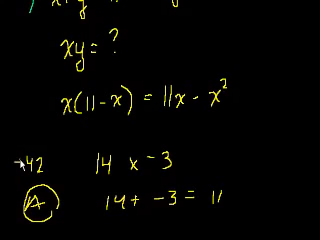 xy = ?
x(11 - x) = 11x - x²
-42 14 x -3
A 14 + -3 = 11